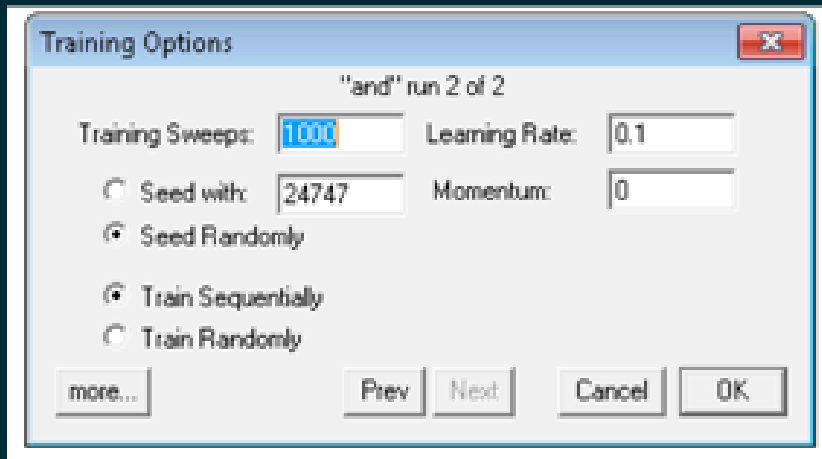 Training Options
"and" run 2 of 2
Training Sweeps: 1000 Learning Rate: 0.1
Seed with: 24747 Momentum: 0
Seed Randomly
Train Sequentially
Train Randomly
more... Prev Next Cancel OK